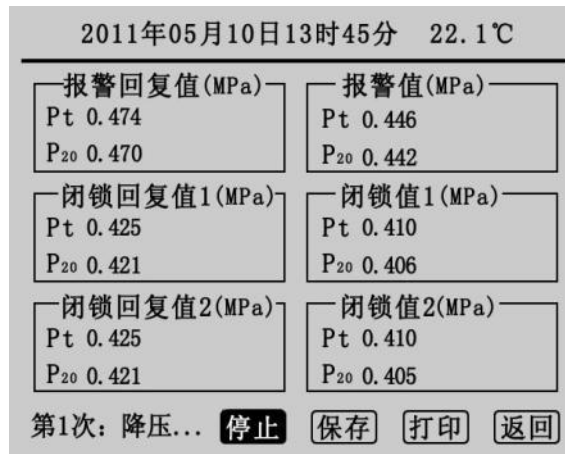 2011年05月10日13时45分 22.1℃
报警回复值(MPa) 报警值(MPa)
Pt 0.474 Pt 0.446
P₂₀ 0.470 P₂₀ 0.442
闭锁回复值1(MPa) 闭锁值1(MPa)
Pt 0.425 Pt 0.410
P₂₀ 0.421 P₂₀ 0.406
闭锁回复值2(MPa) 闭锁值2(MPa)
Pt 0.425 Pt 0.410
P₂₀ 0.421 P₂₀ 0.405
第1次：降压... 停止 保存 打印 返回